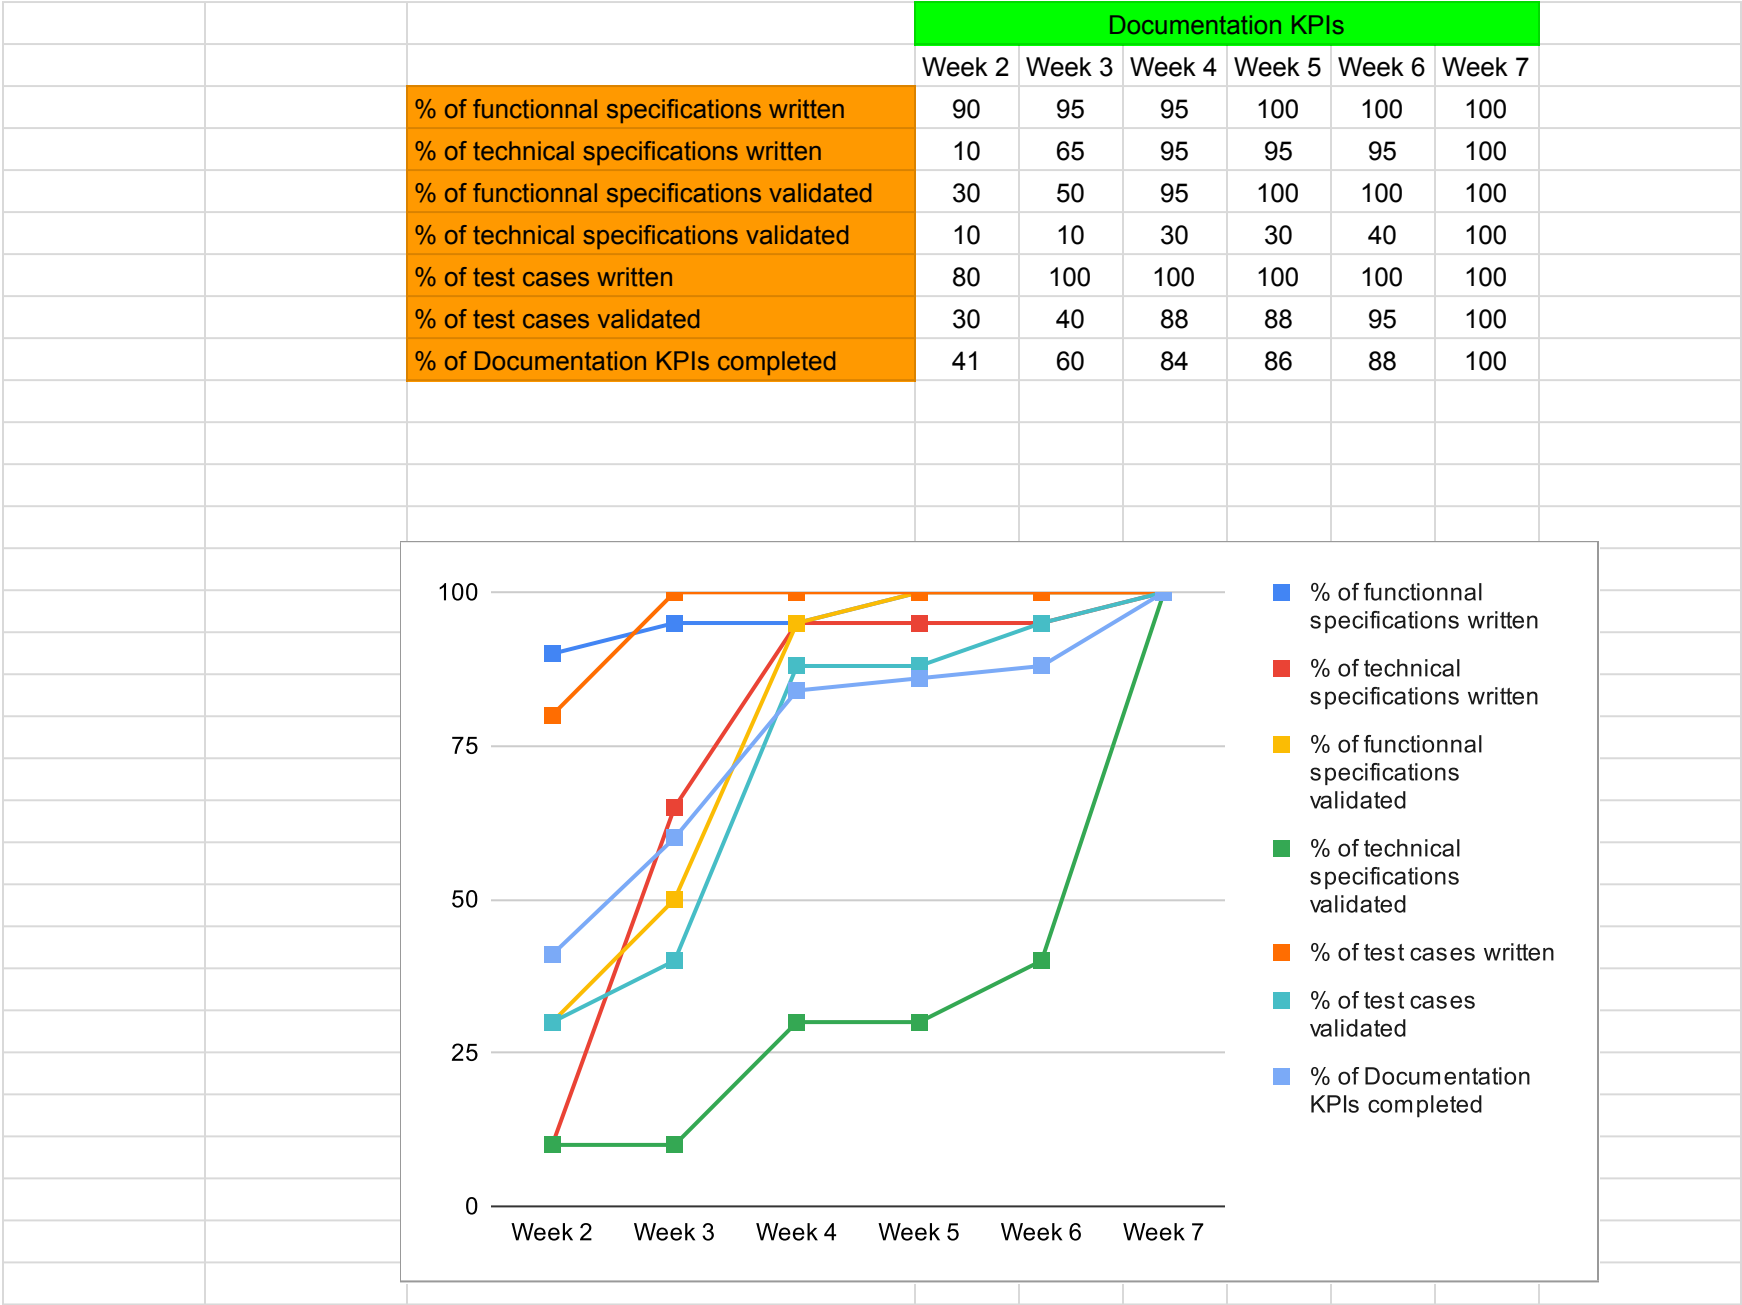 Documentation KPIs
Week 2 Week 3 Week 4 Week 5 Week 6 Week 7
% of functionnal specifications written 90 95 95 100 100 100
% of technical specifications written 10 65 95 95 95 100
% of functionnal specifications validated 30 50 95 100 100 100
% of technical specifications validated 10 10 30 30 40 100
% of test cases written 80 100 100 100 100 100
% of test cases validated 30 40 88 88 95 100
% of Documentation KPIs completed 41 60 84 86 88 100
100
75
50
25
0
Week 2 Week 3 Week 4 Week 5 Week 6 Week 7
% of functionnal
specifications written
% of technical
specifications written
% of functionnal
specifications
validated
% of technical
specifications
validated
% of test cases written
% of test cases
validated
% of Documentation
KPIs completed